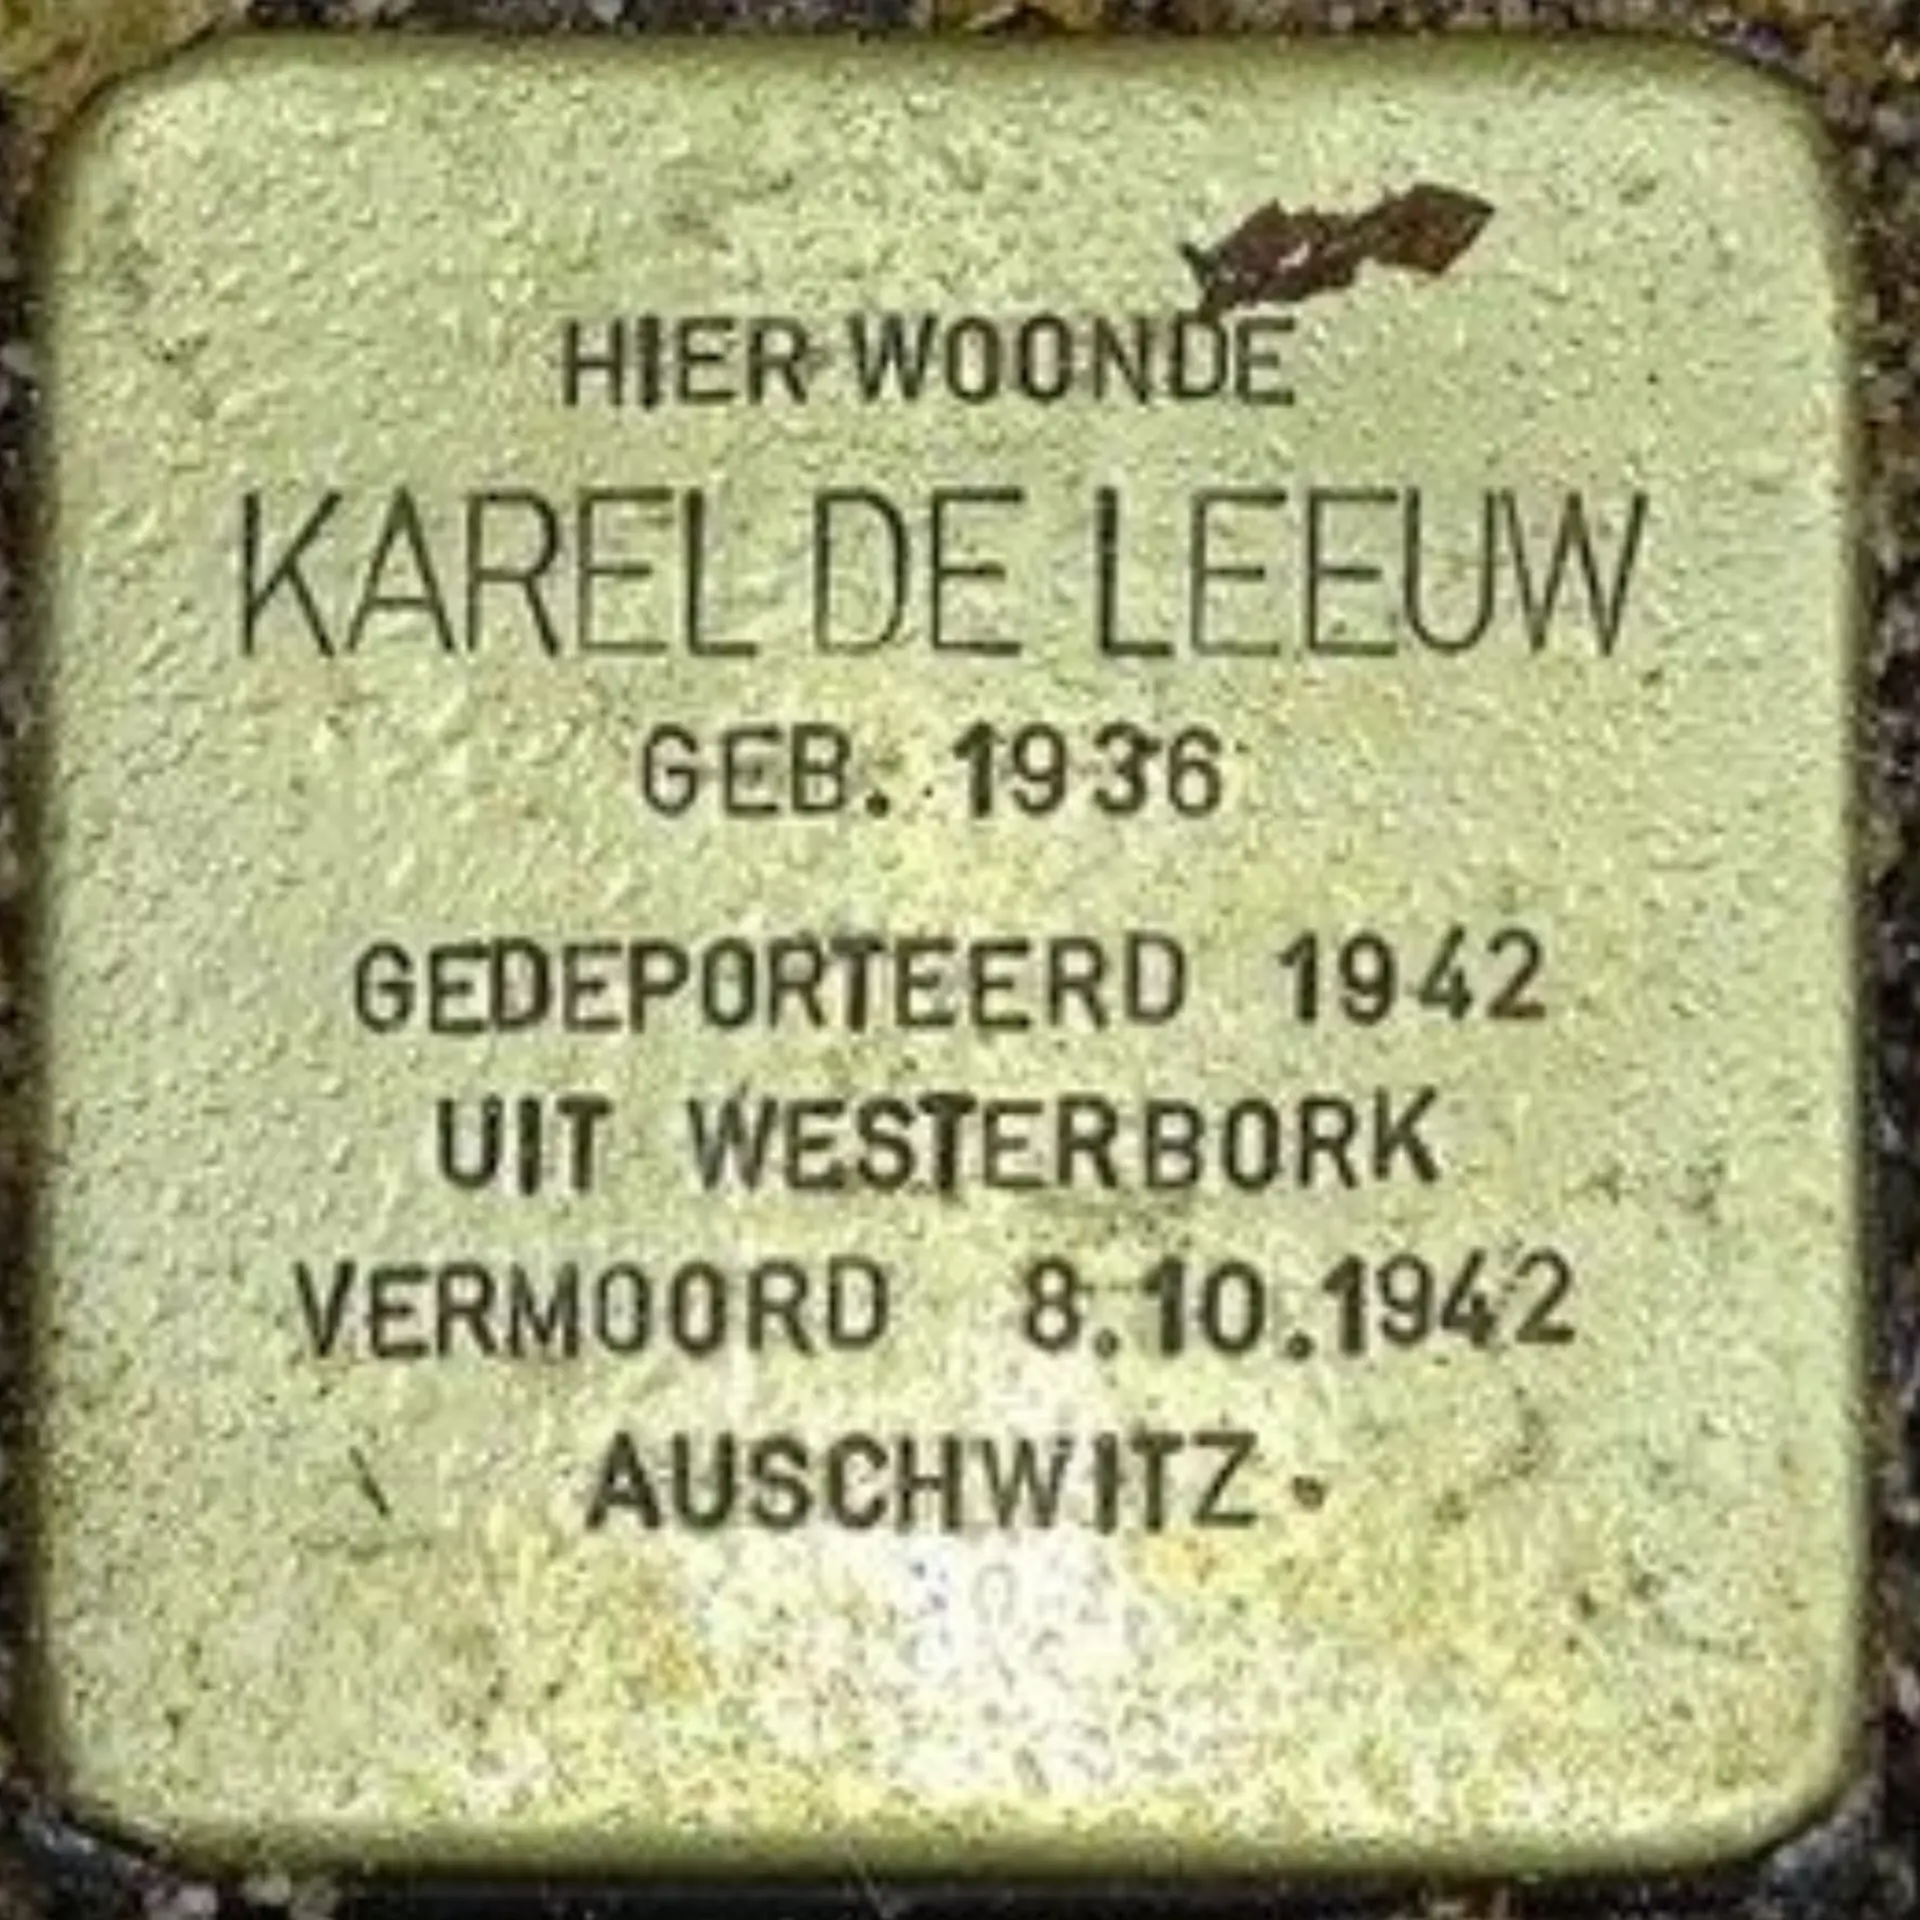 HIER WOONDE
KAREL DE LEEUW
GEB. 1936
GEDEPORTEERD 1942
UIT WESTERBORK
VERMOORD 8.10.1942
AUSCHWITZ